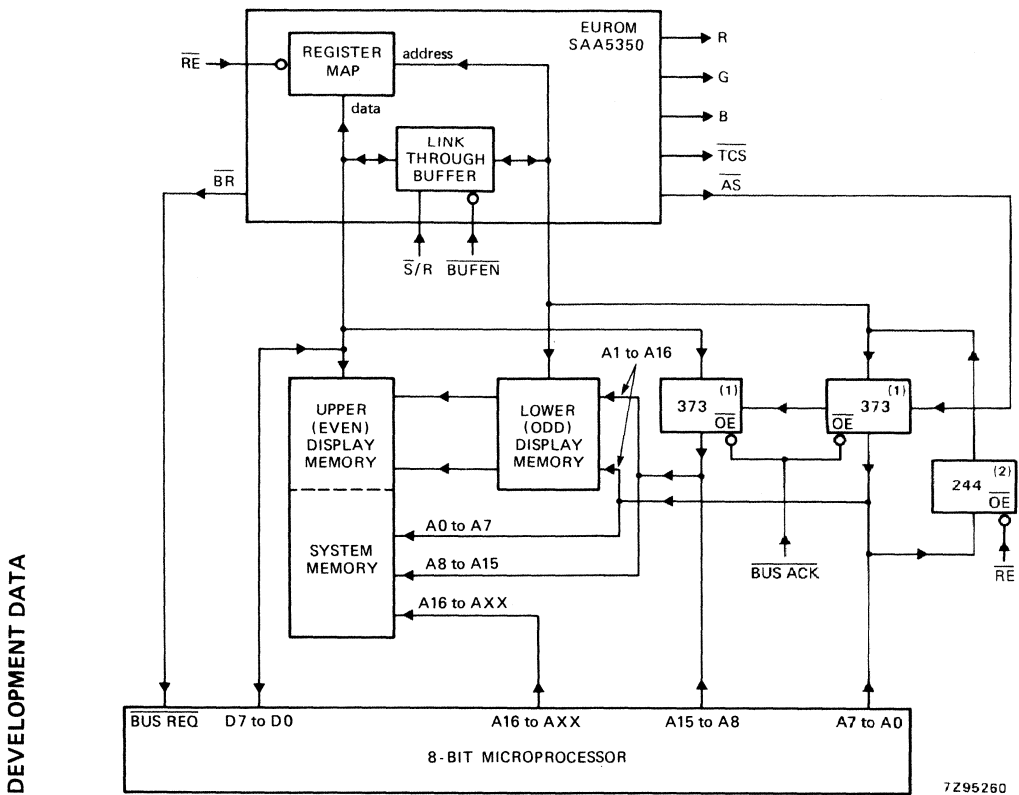 EUROM
SAA5350
R
G
B
TCS
AS
RE
REGISTER
MAP
address
data
LINK
THROUGH
BUFFER
BR
S/R
BUFEN
A1 to A16
UPPER
(EVEN)
DISPLAY
MEMORY
LOWER
(ODD)
DISPLAY
MEMORY
(1)
373
OE
(1)
373
OE
(2)
244
OE
SYSTEM
MEMORY
A0 to A7
A8 to A15
A16 to AXX
BUS ACK
RE
BUS REQ
D7 to D0
A16 to AXX
A15 to A8
A7 to A0
8-BIT MICROPROCESSOR
7Z95260
DEVELOPMENT DATA